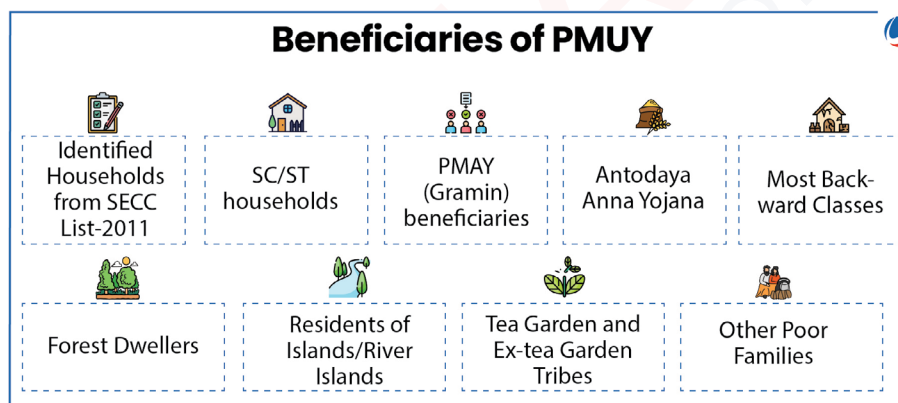 Beneficiaries of PMUY
Identified
Households
from SECC
List-2011
SC/ST
households
PMAY
(Gramin)
beneficiaries
Antodaya
Anna Yojana
Most Back-
ward Classes
Forest Dwellers
Residents of
Islands/River
Islands
Tea Garden and
Ex-tea Garden
Tribes
Other Poor
Families